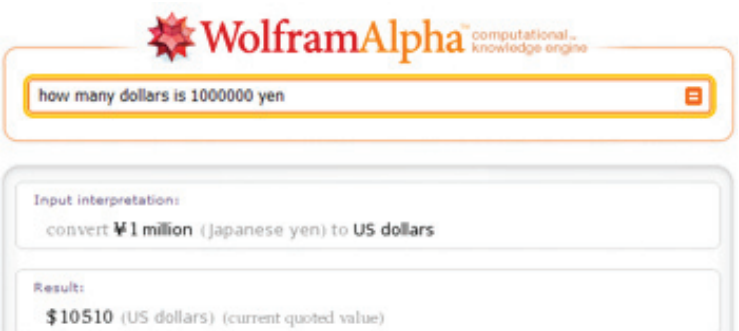 WolframAlpha™ computational..
knowledge engine
how many dollars is 1000000 yen
Input interpretation:
convert ¥1 million (Japanese yen) to US dollars
Result:
$10510 (US dollars) (current quoted value)